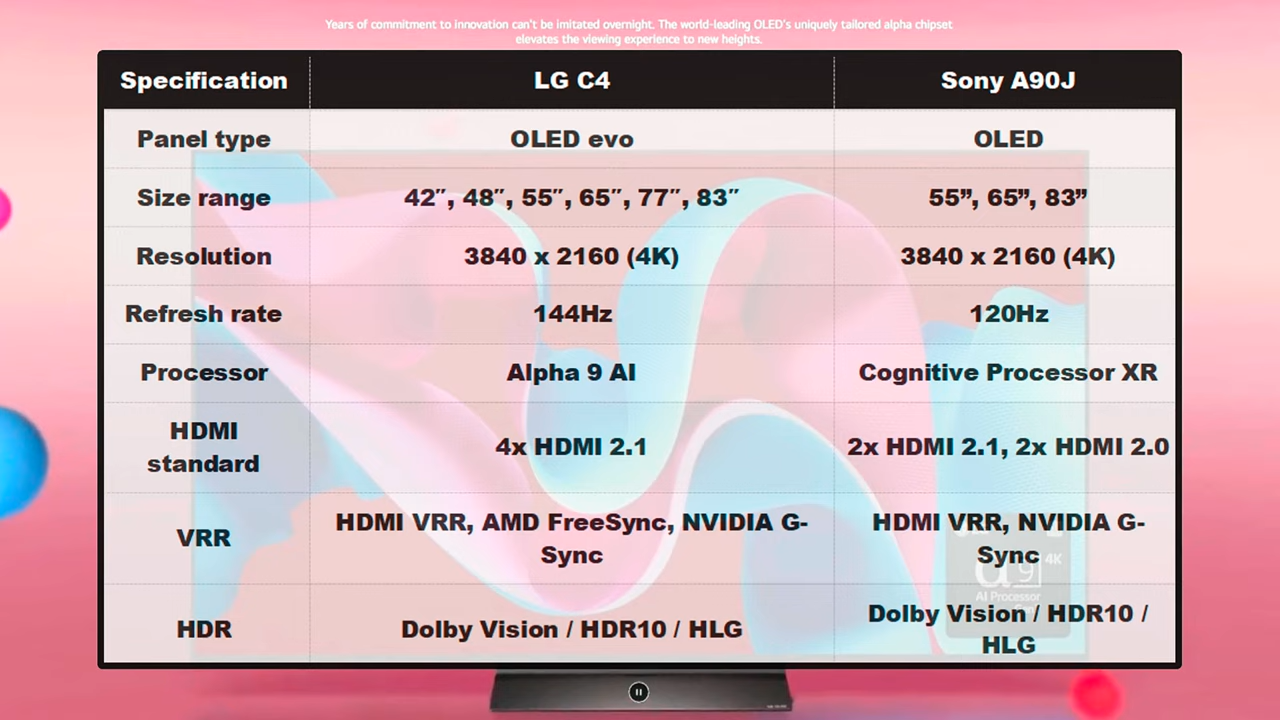 Years of commitment to innovation can't be imitated overnight. The world-leading OLED's uniquely tailored alpha chipset
elevates the viewing experience to new heights.
Specification LG C4 Sony A90J
Panel type OLED evo OLED
Size range 42″, 48″, 55″, 65″, 77″, 83″ 55”, 65”, 83”
Resolution 3840 x 2160 (4K) 3840 x 2160 (4K)
Refresh rate 144Hz 120Hz
Processor Alpha 9 AI Cognitive Processor XR
HDMI
standard
4x HDMI 2.1 2x HDMI 2.1, 2x HDMI 2.0
VRR
HDMI VRR, AMD FreeSync, NVIDIA G-
Sync
HDMI VRR, NVIDIA G-
Sync
HDR Dolby Vision / HDR10 / HLG
Dolby Vision / HDR10 /
HLG
α9 4K
AI Processor